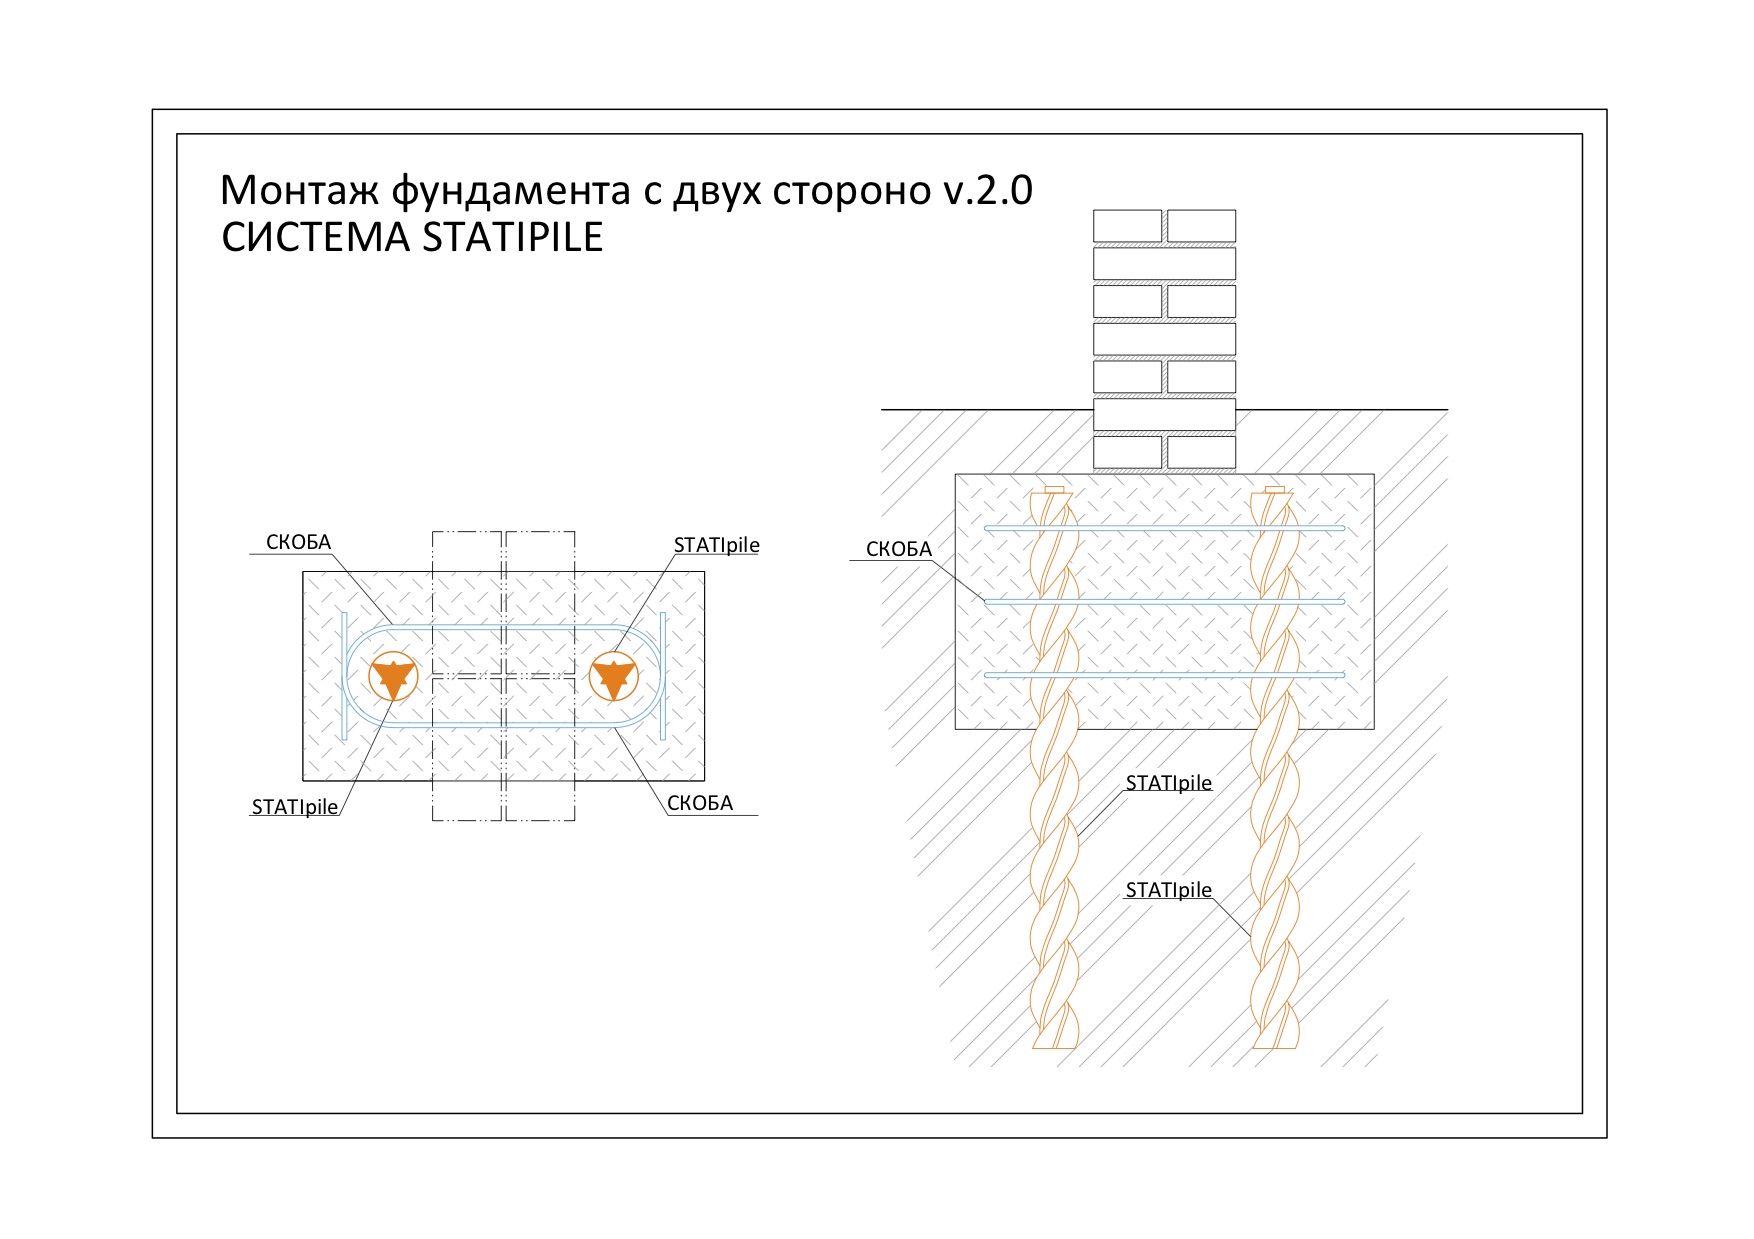 Монтаж фундамента с двух стороно v.2.0
СИСТЕМА STATIPILE
СКОБА
STATIpile
STATIpile
СКОБА
СКОБА
STATIpile
STATIpile